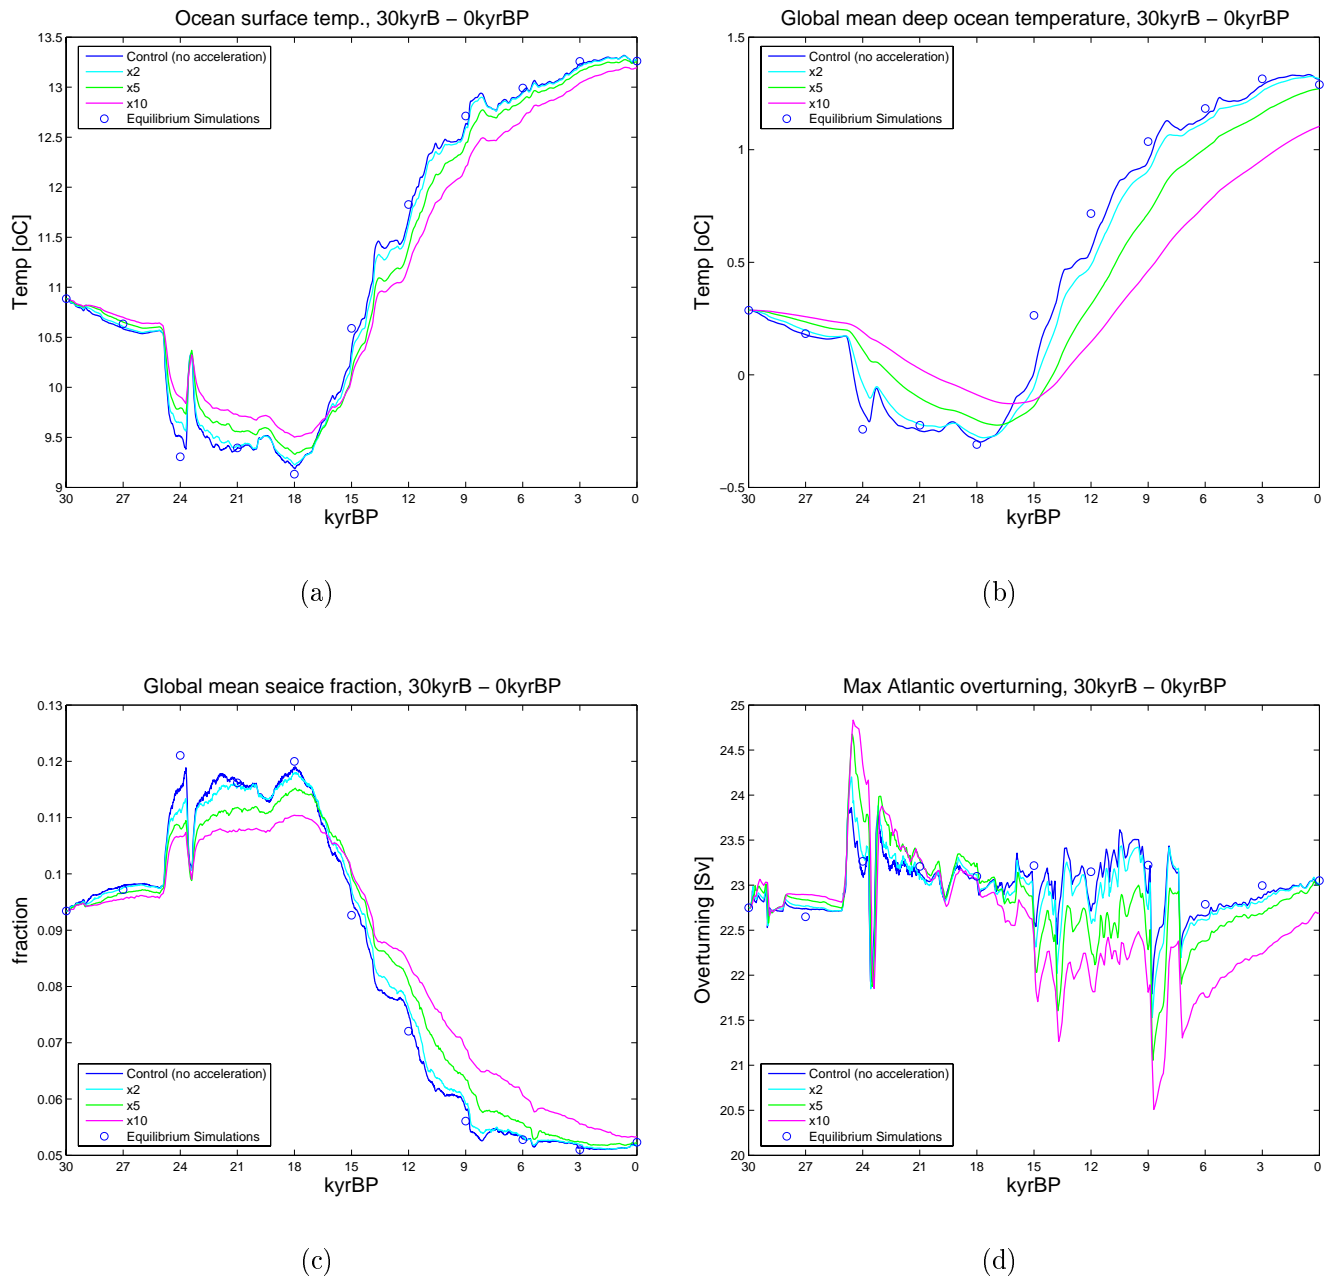 Ocean surface temp., 30kyrB − 0kyrBP
13.5
13
12.5
12
11.5
11
10.5
10
9.5
9
Temp [oC]
Control (no acceleration)
x2
x5
x10
Equilibrium Simulations
30 27 24 21 18 15 12 9 6 3 0
kyrBP
(a)
Global mean deep ocean temperature, 30kyrB − 0kyrBP
1.5
1
0.5
0
−0.5
Temp [oC]
Control (no acceleration)
x2
x5
x10
Equilibrium Simulations
30 27 24 21 18 15 12 9 6 3 0
kyrBP
(b)
Global mean seaice fraction, 30kyrB − 0kyrBP
0.13
0.12
0.11
0.1
0.09
0.08
0.07
0.06
0.05
fraction
Control (no acceleration)
x2
x5
x10
Equilibrium Simulations
30 27 24 21 18 15 12 9 6 3 0
kyrBP
(c)
Max Atlantic overturning, 30kyrB − 0kyrBP
25
24.5
24
23.5
23
22.5
22
21.5
21
20.5
20
Overturning [Sv]
Control (no acceleration)
x2
x5
x10
Equilibrium Simulations
30 27 24 21 18 15 12 9 6 3 0
kyrBP
(d)